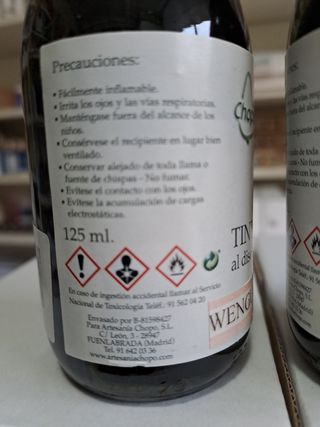 Precauciones:
• Fácilmente inflamable.
• Irrita los ojos y las vías respiratorias.
• Manténgase fuera del alcance de los
niños.
• Consérvese el recipiente en lugar bien
ventilado.
• Conservar alejado de toda llama o
fuente de chispas - No fumar.
• Evítese el contacto con los ojos.
• Evítese la acumulación de cargas
electrostáticas.
125 ml.
En caso de ingestión accidental llamar al Servicio
Nacional de Toxicología Teléf.: 91 562 04 20
Envasado por B-81598427
Para Artesanía Chopo, S.L.
C/ León, 3 - 28947
FUENLABRADA (Madrid)
Tel. 91 642 03 36
www.artesaniachopo.com
Chopo
TIN
al dis
WENG